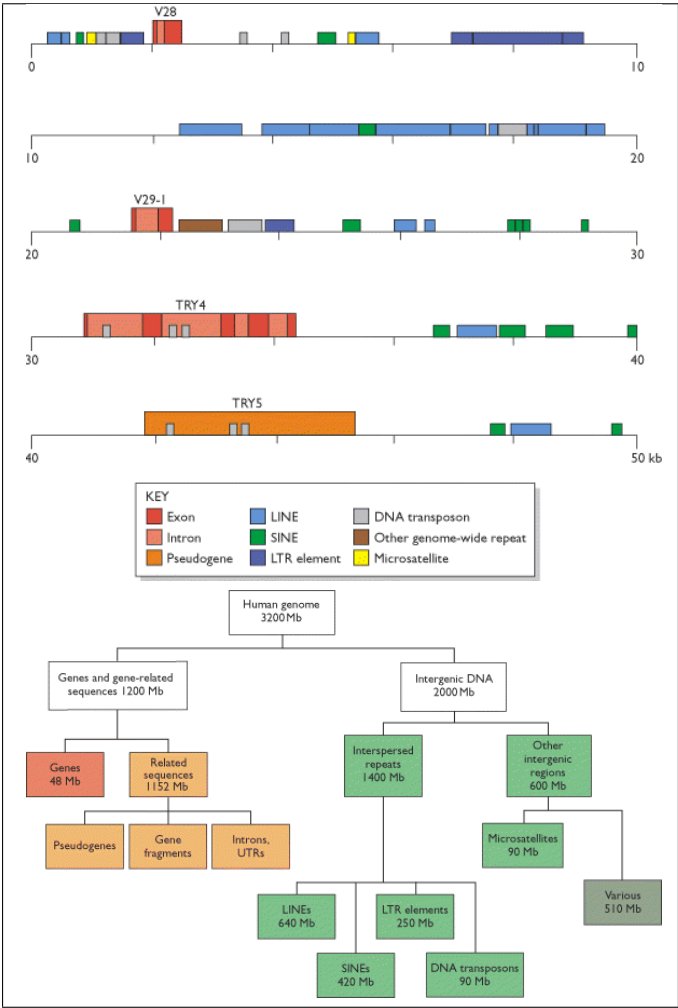 V28
0
10
10
20
V29-1
20
30
TRY4
30
40
TRY5
40
50 kb
KEY
Exon
LINE
DNA transposon
Intron
SINE
Other genome-wide repeat
Pseudogene
LTR element
Microsatellite
Human genome
3200 Mb
Genes and gene-related
sequences 1200 Mb
Intergenic DNA
2000 Mb
Genes
48 Mb
Related
sequences
1152 Mb
Interspersed
repeats
1400 Mb
Other
intergenic
regions
600 Mb
Pseudogenes
Gene
fragments
Introns,
UTRs
Microsatellites
90 Mb
Various
510 Mb
LINEs
640 Mb
LTR elements
250 Mb
SINEs
420 Mb
DNA transposons
90 Mb